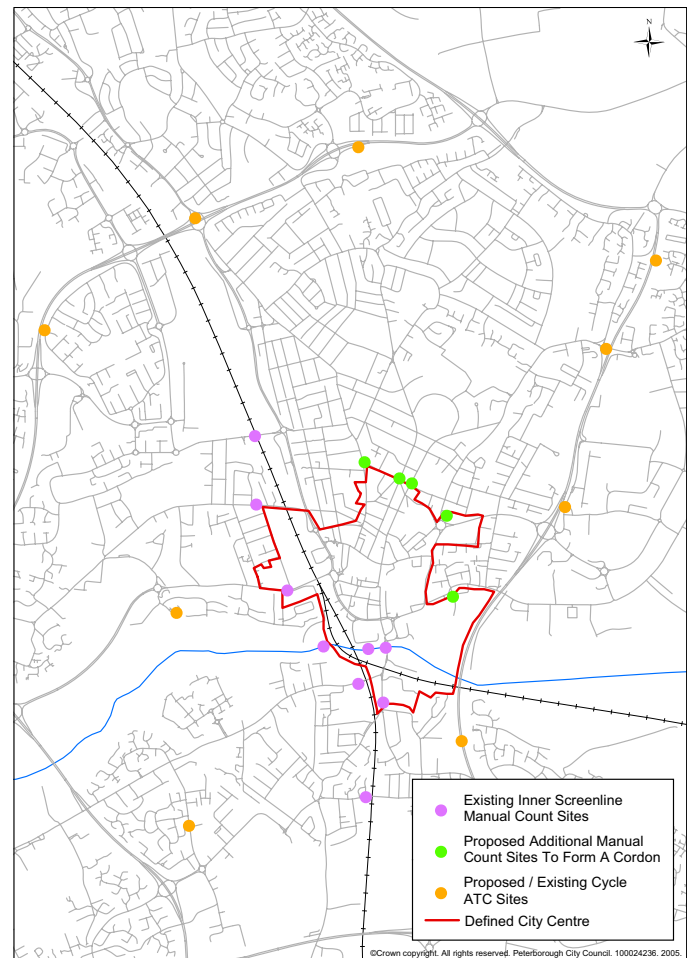 N
Existing Inner Screenline
Manual Count Sites
Proposed Additional Manual
Count Sites To Form A Cordon
Proposed / Existing Cycle
ATC Sites
Defined City Centre
©Crown copyright. All rights reserved. Peterborough City Council. 100024236. 2005.